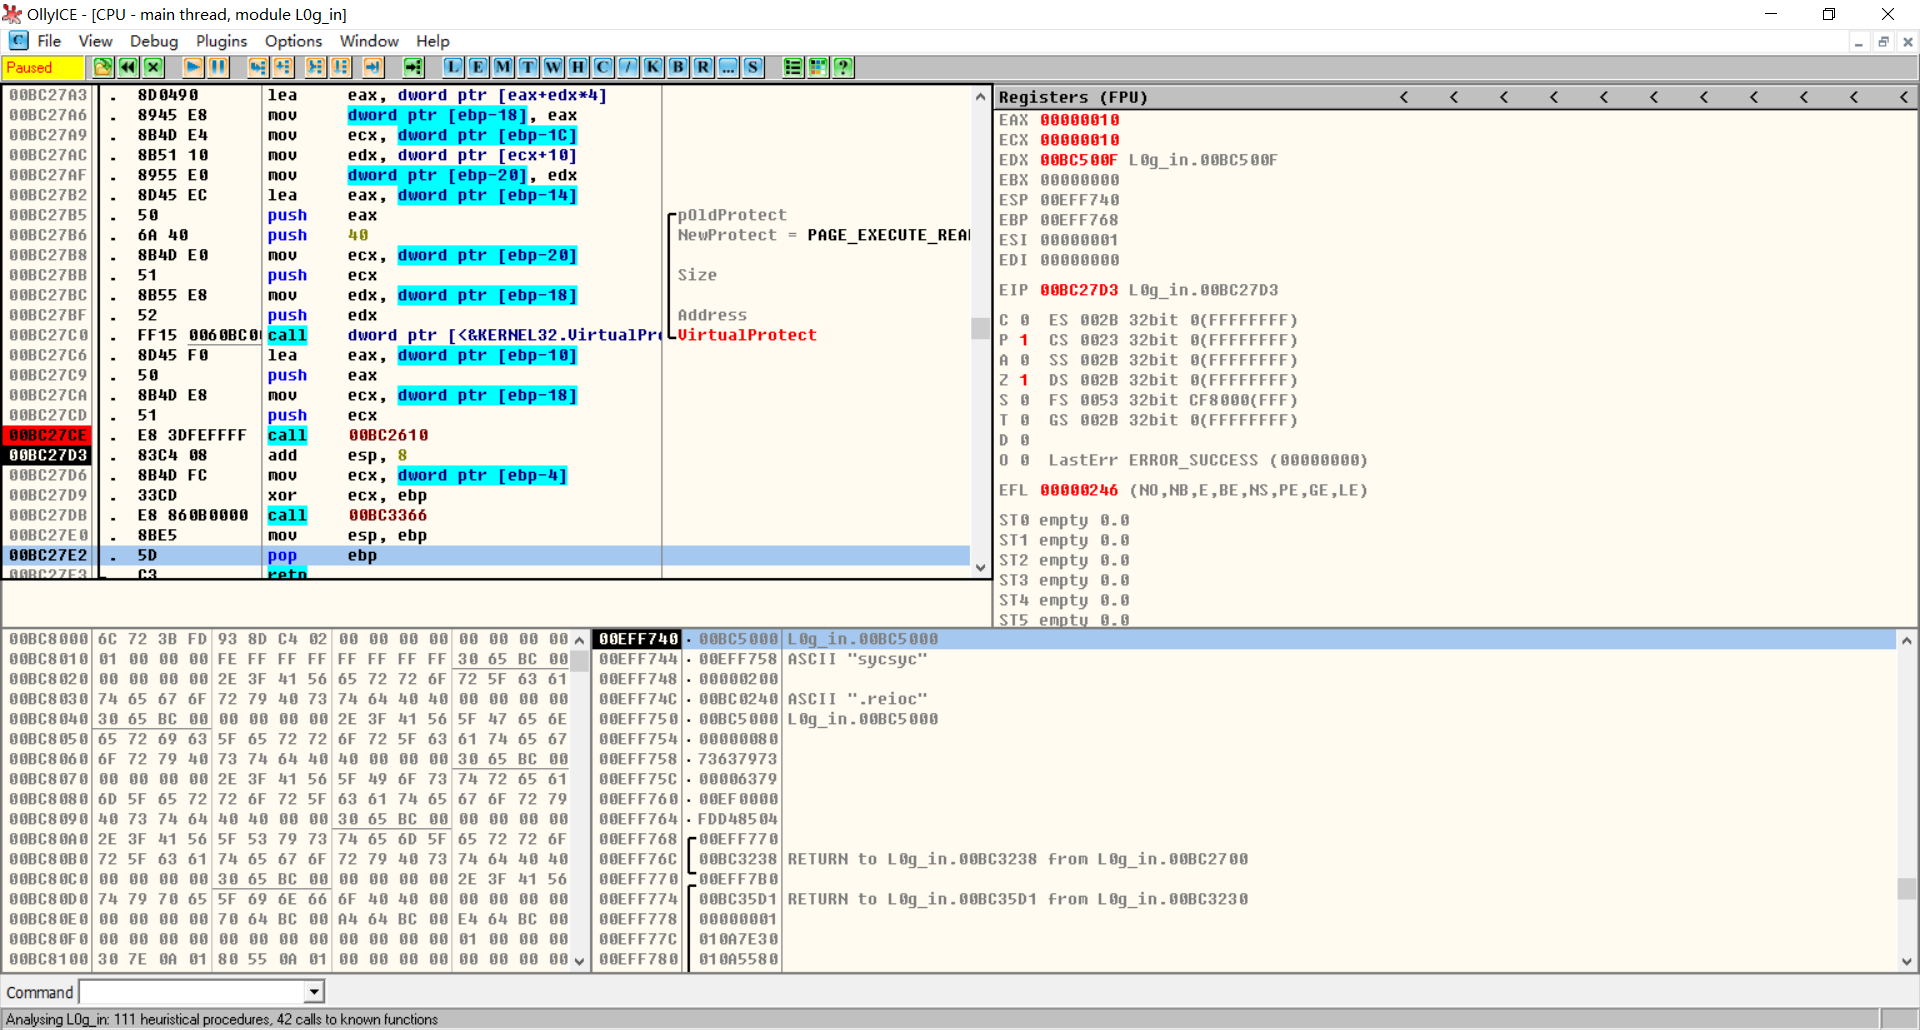 OllyICE - [CPU - main thread, module L0g_in]
C File View Debug Plugins Options Window Help
Paused L E M T W H C / K B R ... S ?
00BC27A3 . 8D0490 lea eax, dword ptr [eax+edx*4]
00BC27A6 . 8945 E8 mov dword ptr [ebp-18], eax
00BC27A9 . 8B4D E4 mov ecx, dword ptr [ebp-1C]
00BC27AC . 8B51 10 mov edx, dword ptr [ecx+10]
00BC27AF . 8955 E0 mov dword ptr [ebp-20], edx
00BC27B2 . 8D45 EC lea eax, dword ptr [ebp-14]
00BC27B5 . 50 push eax pOldProtect
00BC27B6 . 6A 40 push 40 NewProtect = PAGE_EXECUTE_REA
00BC27B8 . 8B4D E0 mov ecx, dword ptr [ebp-20]
00BC27BB . 51 push ecx Size
00BC27BC . 8B55 E8 mov edx, dword ptr [ebp-18]
00BC27BF . 52 push edx Address
00BC27C0 . FF15 0060BC0 call dword ptr [<&KERNEL32.VirtualPr VirtualProtect
00BC27C6 . 8D45 F0 lea eax, dword ptr [ebp-10]
00BC27C9 . 50 push eax
00BC27CA . 8B4D E8 mov ecx, dword ptr [ebp-18]
00BC27CD . 51 push ecx
00BC27CE . E8 3DFEFFFF call 00BC2610
00BC27D3 . 83C4 08 add esp, 8
00BC27D6 . 8B4D FC mov ecx, dword ptr [ebp-4]
00BC27D9 . 33CD xor ecx, ebp
00BC27DB . E8 860B0000 call 00BC3366
00BC27E0 . 8BE5 mov esp, ebp
00BC27E2 . 5D pop ebp
00BC27E3 . C3 retn
Registers (FPU) < < < < < < < < < < <
EAX 00000010
ECX 00000010
EDX 00BC500F L0g_in.00BC500F
EBX 00000000
ESP 00EFF740
EBP 00EFF768
ESI 00000001
EDI 00000000
EIP 00BC27D3 L0g_in.00BC27D3
C 0 ES 002B 32bit 0(FFFFFFFF)
P 1 CS 0023 32bit 0(FFFFFFFF)
A 0 SS 002B 32bit 0(FFFFFFFF)
Z 1 DS 002B 32bit 0(FFFFFFFF)
S 0 FS 0053 32bit CF8000(FFF)
T 0 GS 002B 32bit 0(FFFFFFFF)
D 0
O 0 LastErr ERROR_SUCCESS (00000000)
EFL 00000246 (NO,NB,E,BE,NS,PE,GE,LE)
ST0 empty 0.0
ST1 empty 0.0
ST2 empty 0.0
ST3 empty 0.0
ST4 empty 0.0
ST5 empty 0.0
00BC8000 6C 72 3B FD 93 8D C4 02 00 00 00 00 00 00 00 00
00BC8010 01 00 00 00 FE FF FF FF FF FF FF FF 30 65 BC 00
00BC8020 00 00 00 00 2E 3F 41 56 65 72 72 6F 72 5F 63 61
00BC8030 74 65 67 6F 72 79 40 73 74 64 40 40 00 00 00 00
00BC8040 30 65 BC 00 00 00 00 00 2E 3F 41 56 5F 47 65 6E
00BC8050 65 72 69 63 5F 65 72 72 6F 72 5F 63 61 74 65 67
00BC8060 6F 72 79 40 73 74 64 40 40 00 00 00 30 65 BC 00
00BC8070 00 00 00 00 2E 3F 41 56 5F 49 6F 73 74 72 65 61
00BC8080 6D 5F 65 72 72 6F 72 5F 63 61 74 65 67 6F 72 79
00BC8090 40 73 74 64 40 40 00 00 30 65 BC 00 00 00 00 00
00BC80A0 2E 3F 41 56 5F 53 79 73 74 65 6D 5F 65 72 72 6F
00BC80B0 72 5F 63 61 74 65 67 6F 72 79 40 73 74 64 40 40
00BC80C0 00 00 00 00 30 65 BC 00 00 00 00 00 2E 3F 41 56
00BC80D0 74 79 70 65 5F 69 6E 66 6F 40 40 00 00 00 00 00
00BC80E0 00 00 00 00 70 64 BC 00 A4 64 BC 00 E4 64 BC 00
00BC80F0 00 00 00 00 00 00 00 00 00 00 00 00 01 00 00 00
00BC8100 30 7E 0A 01 80 55 0A 01 00 00 00 00 00 00 00 00
00EFF740 00BC5000 L0g_in.00BC5000
00EFF744 00EFF758 ASCII "sycsyc"
00EFF748 00000200
00EFF74C 00BC0240 ASCII ".reioc"
00EFF750 00BC5000 L0g_in.00BC5000
00EFF754 00000080
00EFF758 73637973
00EFF75C 00006379
00EFF760 00EF0000
00EFF764 FDD48504
00EFF768 00EFF770
00EFF76C 00BC3238 RETURN to L0g_in.00BC3238 from L0g_in.00BC2700
00EFF770 00EFF7B0
00EFF774 00BC35D1 RETURN to L0g_in.00BC35D1 from L0g_in.00BC3230
00EFF778 00000001
00EFF77C 010A7E30
00EFF780 010A5580
Command
Analysing L0g_in: 111 heuristical procedures, 42 calls to known functions